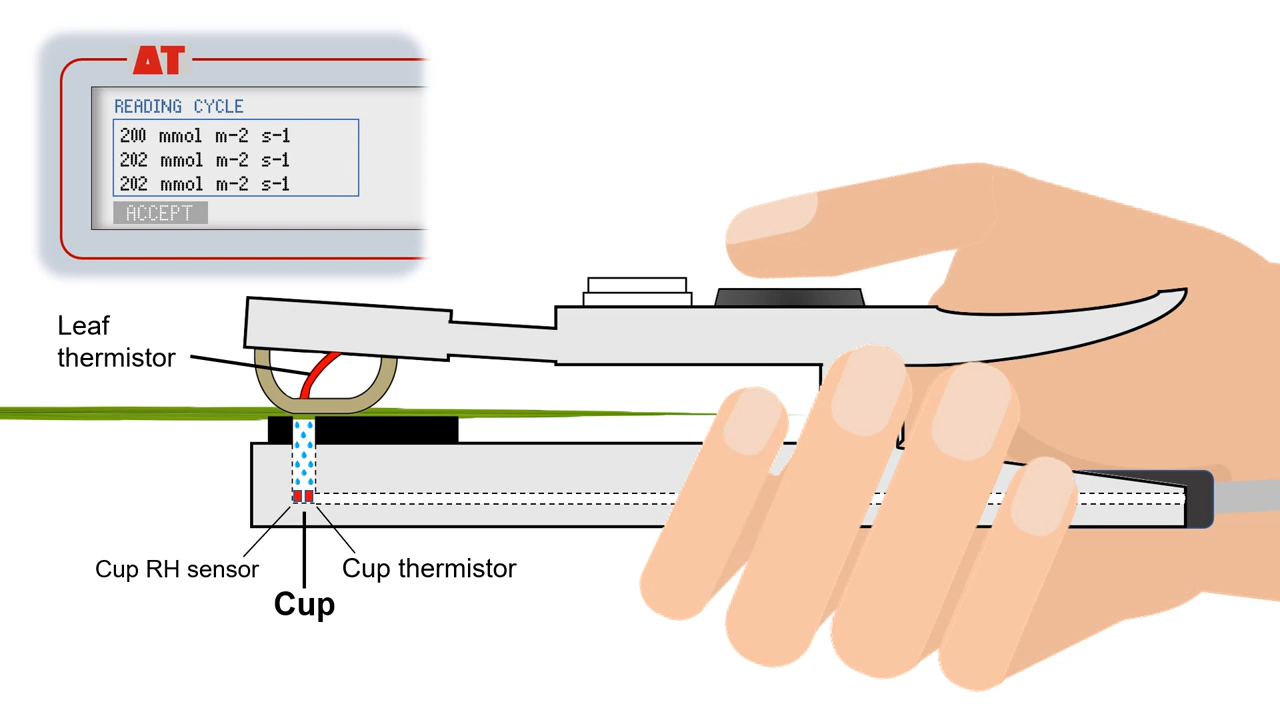 ΔT
READING CYCLE
200 mmol m-2 s-1
202 mmol m-2 s-1
202 mmol m-2 s-1
ACCEPT
Leaf
thermistor
Cup RH sensor
Cup thermistor
Cup